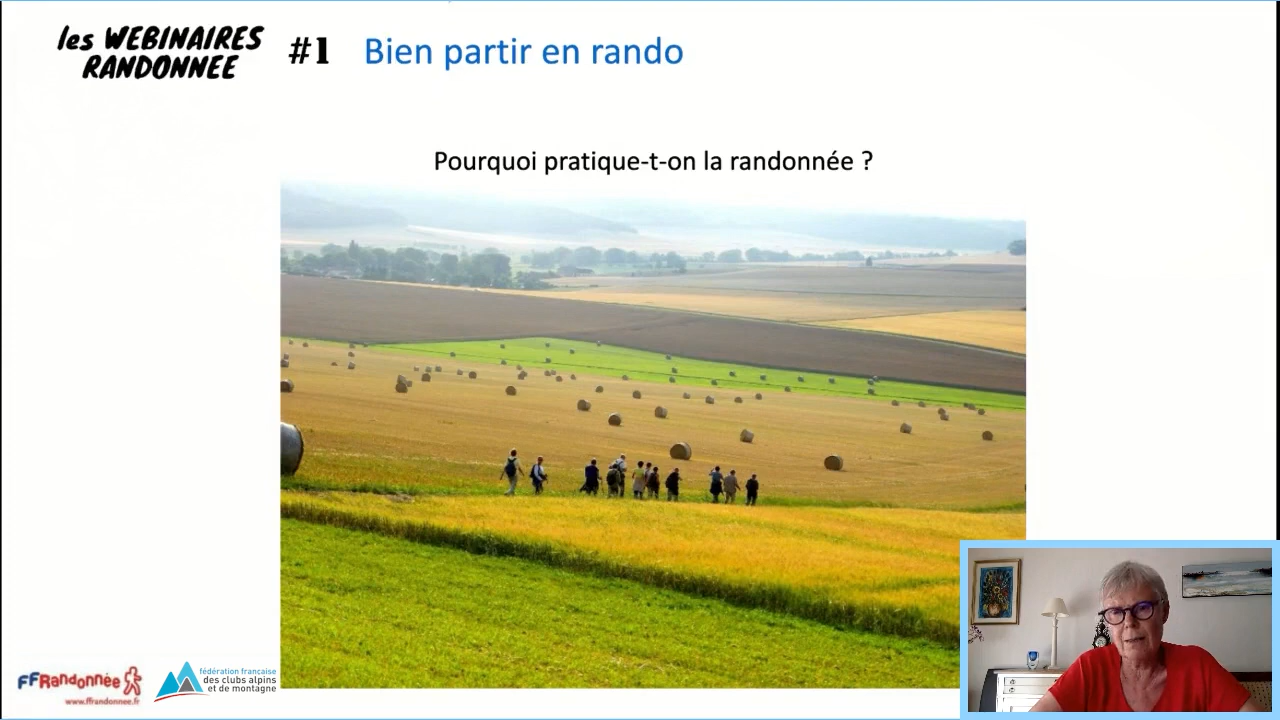 les WEBINAIRES
RANDONNEE
#1
Bien partir en rando
Pourquoi pratique-t-on la randonnée ?
FFRandonnée
www.ffrandonnee.fr
fédération française
des clubs alpins
et de montagne